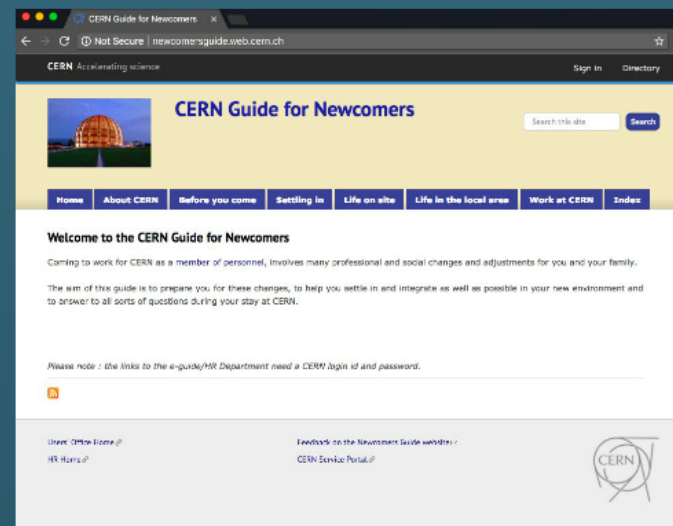 CERN Guide for Newcomers
Not Secure | newcomersguide.web.cern.ch
CERN Accelerating science
Sign in Directory
CERN Guide for Newcomers
Search this site Search
Home About CERN Before you come Settling in Life on site Life in the local area Work at CERN Index
Welcome to the CERN Guide for Newcomers
Coming to work for CERN as a member of personnel, involves many professional and social changes and adjustments for you and your family.
The aim of this guide is to prepare you for these changes, to help you settle in and integrate as well as possible in your new environment and
to answer to all sorts of questions during your stay at CERN.
Please note : the links to the e-guide/HR Department need a CERN login id and password.
Users' Office Home
Feedback on the Newcomers Guide website
HR Home
CERN Service Portal
CERN